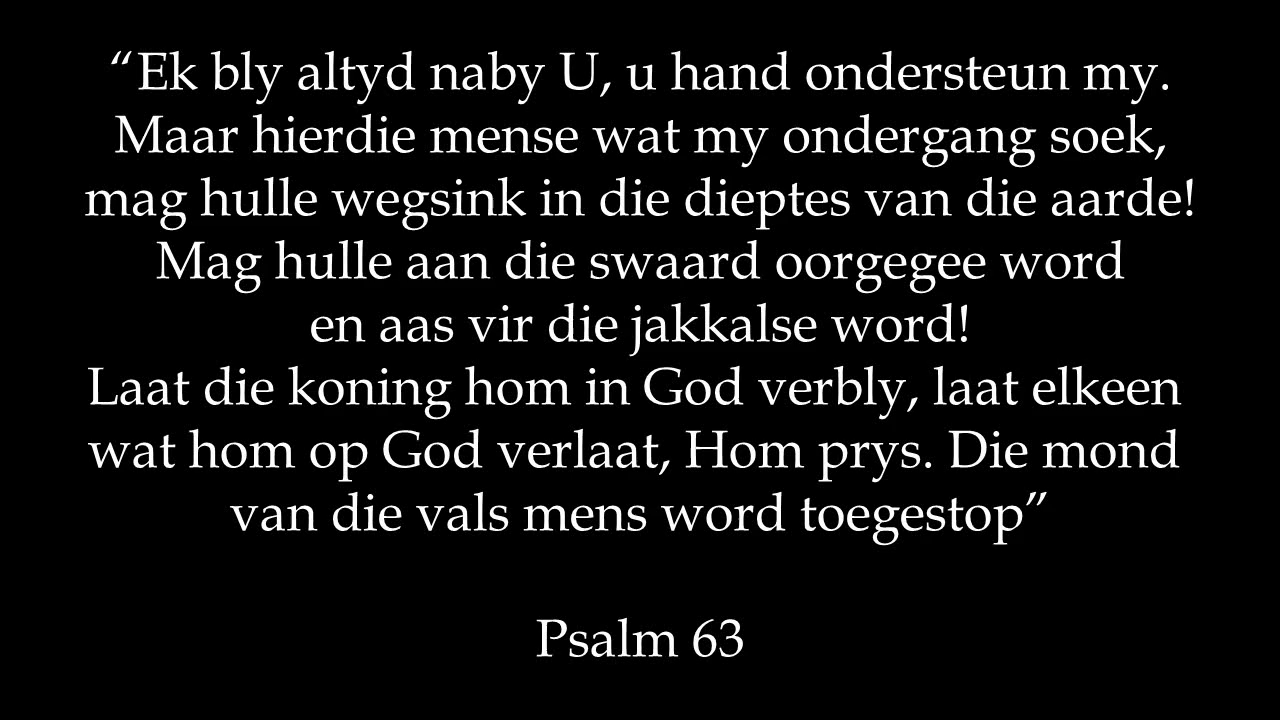 “Ek bly altyd naby U, u hand ondersteun my.
Maar hierdie mense wat my ondergang soek,
mag hulle wegsink in die dieptes van die aarde!
Mag hulle aan die swaard oorgegee word
en aas vir die jakkalse word!
Laat die koning hom in God verbly, laat elkeen
wat hom op God verlaat, Hom prys. Die mond
van die vals mens word toegestop”
Psalm 63